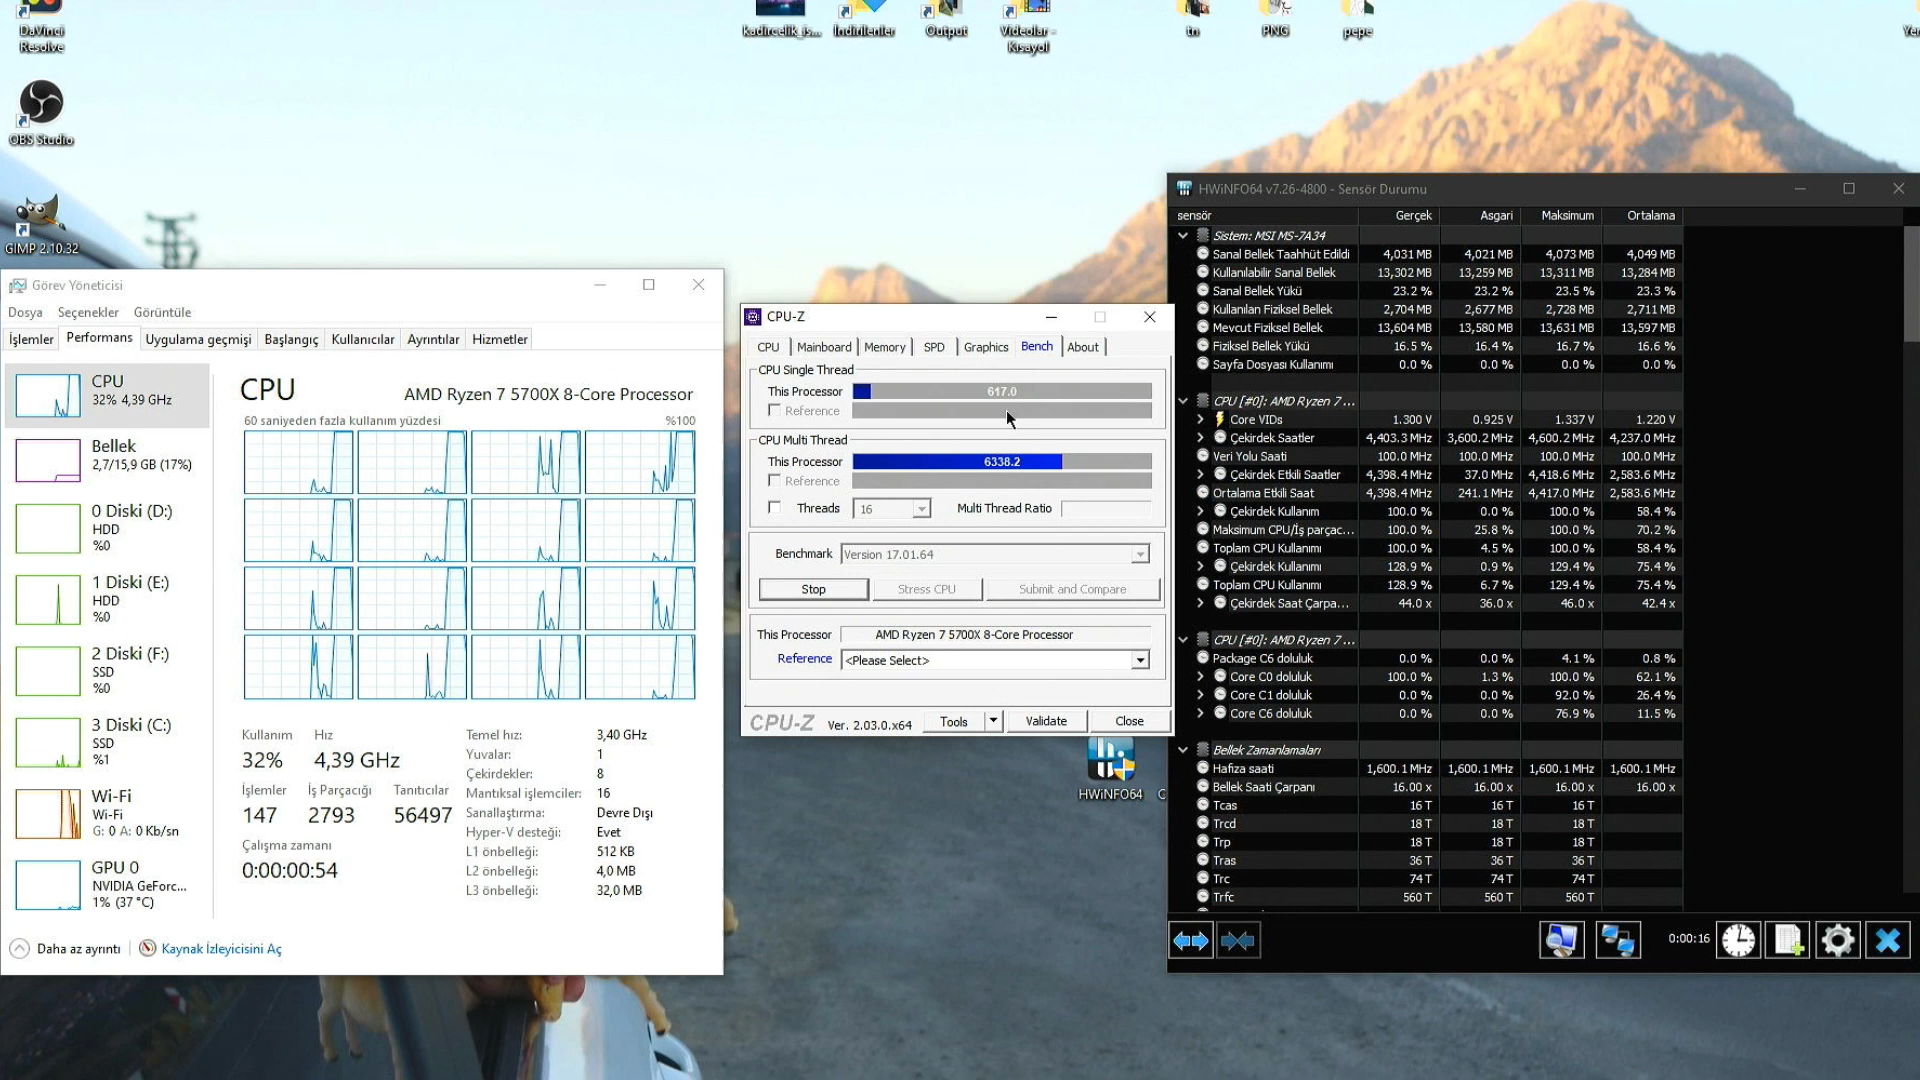 DaVinci
Resolve
kadircelik_is...
İndirilenler
Output
Videolar -
Kısayol
tn
PNG
pepe
Yer
OBS Studio
GIMP 2.10.32
Görev Yöneticisi
Dosya Seçenekler Görüntüle
İşlemler Performans Uygulama geçmişi Başlangıç Kullanıcılar Ayrıntılar Hizmetler
CPU
32% 4,39 GHz
Bellek
2,7/15,9 GB (17%)
0 Diski (D:)
HDD
%0
1 Diski (E:)
HDD
%0
2 Diski (F:)
SSD
%0
3 Diski (C:)
SSD
%1
Wi-Fi
Wi-Fi
G: 0 A: 0 Kb/sn
GPU 0
NVIDIA GeForc...
1% (37 °C)
CPU AMD Ryzen 7 5700X 8-Core Processor
60 saniyeden fazla kullanım yüzdesi %100
Kullanım Hız
32% 4,39 GHz
İşlemler İş Parçacığı Tanıtıcılar
147 2793 56497
Çalışma zamanı
0:00:00:54
Temel hız: 3,40 GHz
Yuvalar: 1
Çekirdekler: 8
Mantıksal işlemciler: 16
Sanallaştırma: Devre Dışı
Hyper-V desteği: Evet
L1 önbelleği: 512 KB
L2 önbelleği: 4,0 MB
L3 önbelleği: 32,0 MB
Daha az ayrıntı Kaynak İzleyicisini Aç
CPU-Z
CPU Mainboard Memory SPD Graphics Bench About
CPU Single Thread
This Processor 617.0
Reference
CPU Multi Thread
This Processor 6338.2
Reference
Threads 16 Multi Thread Ratio
Benchmark Version 17.01.64
Stop Stress CPU Submit and Compare
This Processor AMD Ryzen 7 5700X 8-Core Processor
Reference <Please Select>
CPU-Z Ver. 2.03.0.x64 Tools Validate Close
HWiNFO64
C
HWiNFO64 v7.26-4800 - Sensör Durumu
sensör Gerçek Asgari Maksimum Ortalama
Sistem: MSI MS-7A34
Sanal Bellek Taahhüt Edildi 4,031 MB 4,021 MB 4,073 MB 4,049 MB
Kullanılabilir Sanal Bellek 13,302 MB 13,259 MB 13,311 MB 13,284 MB
Sanal Bellek Yükü 23.2 % 23.2 % 23.5 % 23.3 %
Kullanılan Fiziksel Bellek 2,704 MB 2,677 MB 2,728 MB 2,711 MB
Mevcut Fiziksel Bellek 13,604 MB 13,580 MB 13,631 MB 13,597 MB
Fiziksel Bellek Yükü 16.5 % 16.4 % 16.7 % 16.6 %
Sayfa Dosyası Kullanımı 0.0 % 0.0 % 0.0 % 0.0 %
CPU [#0]: AMD Ryzen 7 ...
Core VIDs 1.300 V 0.925 V 1.337 V 1.220 V
Çekirdek Saatler 4,403.3 MHz 3,600.2 MHz 4,600.2 MHz 4,237.0 MHz
Veri Yolu Saati 100.0 MHz 100.0 MHz 100.0 MHz 100.0 MHz
Çekirdek Etkili Saatler 4,398.4 MHz 37.0 MHz 4,418.6 MHz 2,583.6 MHz
Ortalama Etkili Saat 4,398.4 MHz 241.1 MHz 4,417.0 MHz 2,583.6 MHz
Çekirdek Kullanım 100.0 % 0.0 % 100.0 % 58.4 %
Maksimum CPU/İş parçac... 100.0 % 25.8 % 100.0 % 70.2 %
Toplam CPU Kullanımı 100.0 % 4.5 % 100.0 % 58.4 %
Çekirdek Kullanımı 128.9 % 0.9 % 129.4 % 75.4 %
Toplam CPU Kullanımı 128.9 % 6.7 % 129.4 % 75.4 %
Çekirdek Saat Çarpa... 44.0 x 36.0 x 46.0 x 42.4 x
CPU [#0]: AMD Ryzen 7 ...
Package C6 doluluk 0.0 % 0.0 % 4.1 % 0.8 %
Core C0 doluluk 100.0 % 1.3 % 100.0 % 62.1 %
Core C1 doluluk 0.0 % 0.0 % 92.0 % 26.4 %
Core C6 doluluk 0.0 % 0.0 % 76.9 % 11.5 %
Bellek Zamanlamaları
Hafıza saati 1,600.1 MHz 1,600.1 MHz 1,600.1 MHz 1,600.1 MHz
Bellek Saati Çarpanı 16.00 x 16.00 x 16.00 x 16.00 x
Tcas 16 T 16 T 16 T
Trcd 18 T 18 T 18 T
Trp 18 T 18 T 18 T
Tras 36 T 36 T 36 T
Trc 74 T 74 T 74 T
Trfc 560 T 560 T 560 T
0:00:16